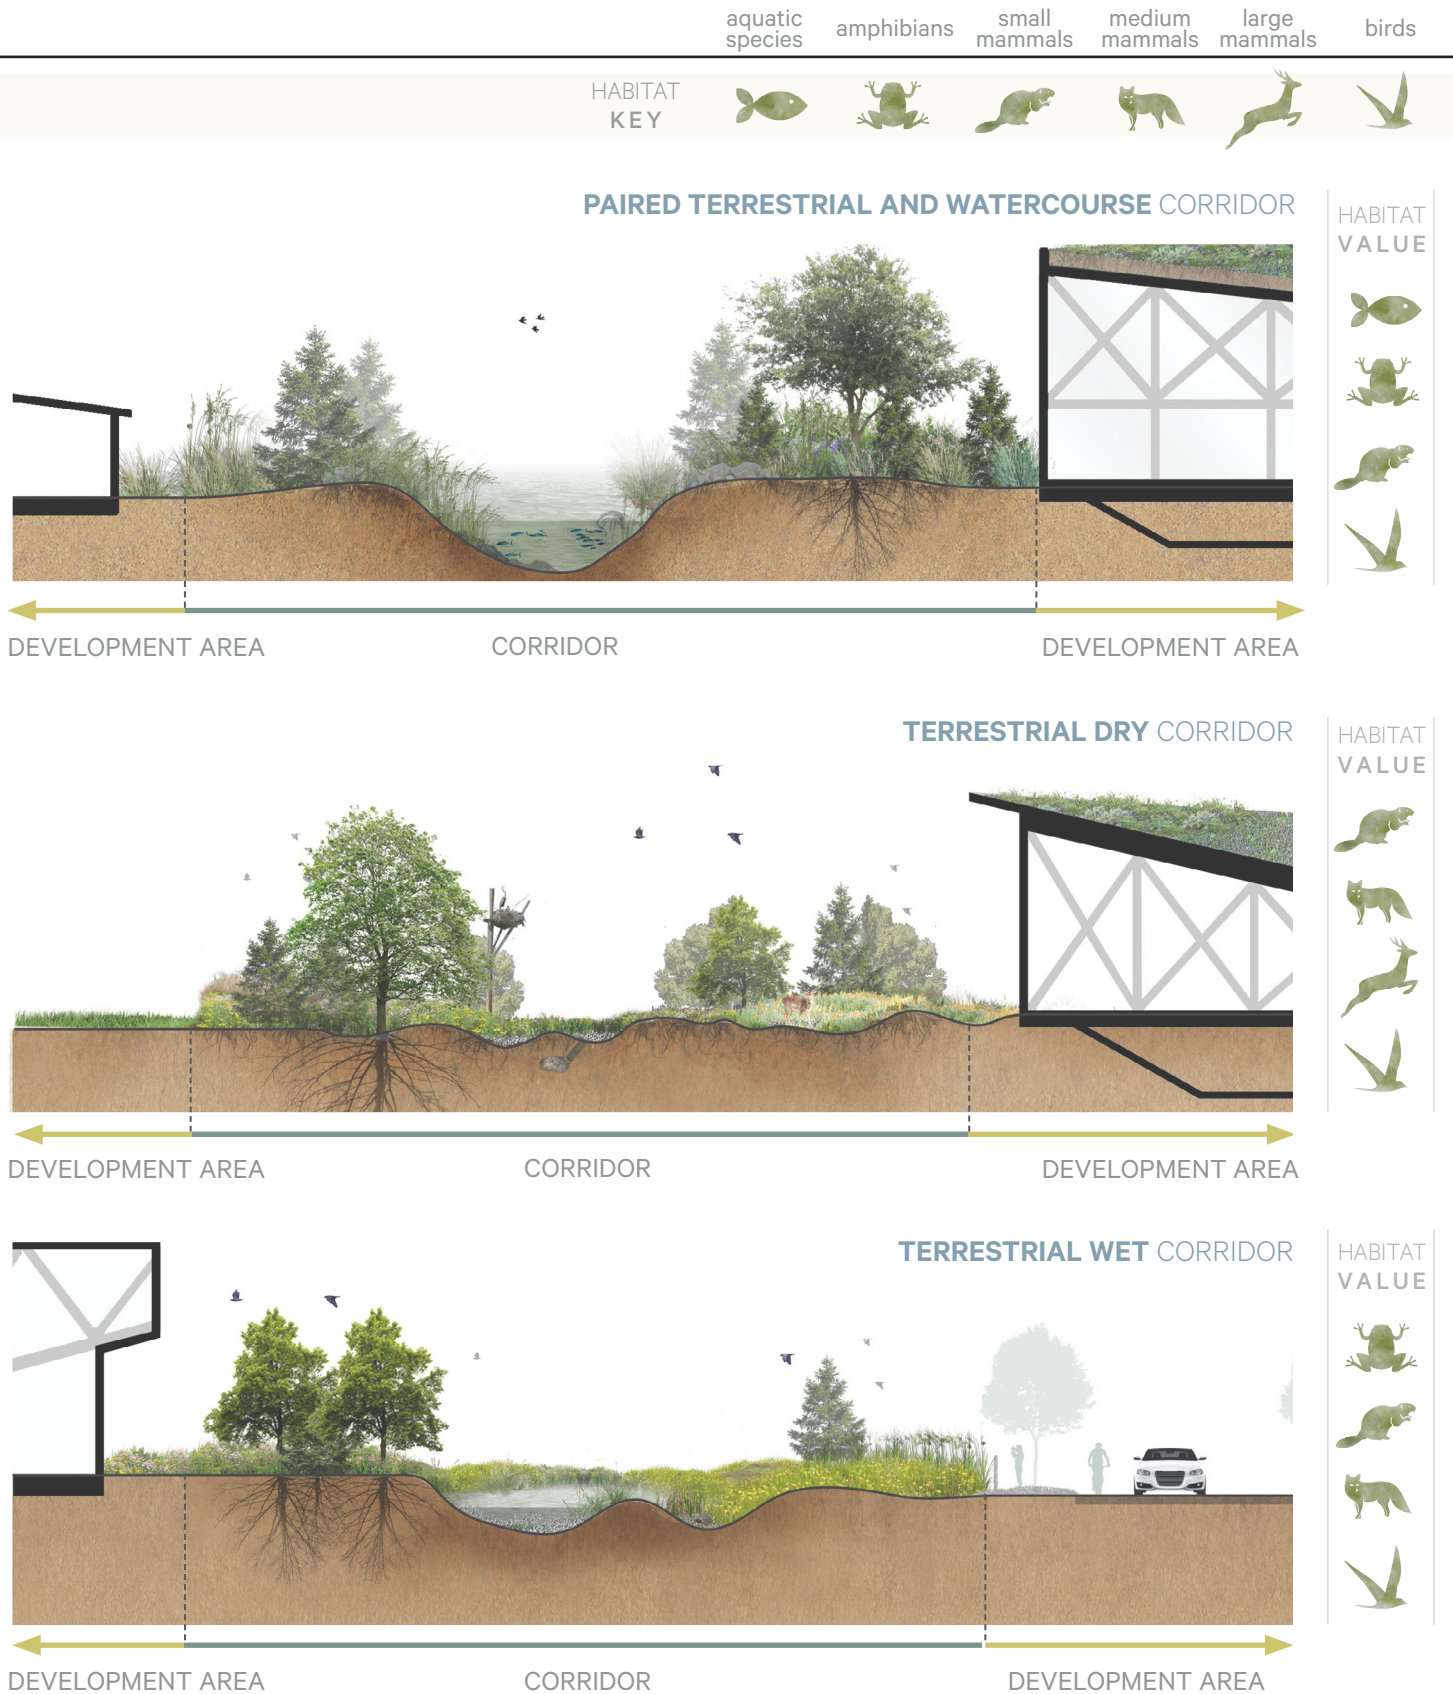 aquatic
species
amphibians
small
mammals
medium
mammals
large
mammals
birds
HABITAT
KEY
PAIRED TERRESTRIAL AND WATERCOURSE CORRIDOR
HABITAT
VALUE
DEVELOPMENT AREA
CORRIDOR
DEVELOPMENT AREA
TERRESTRIAL DRY CORRIDOR
HABITAT
VALUE
DEVELOPMENT AREA
CORRIDOR
DEVELOPMENT AREA
TERRESTRIAL WET CORRIDOR
HABITAT
VALUE
DEVELOPMENT AREA
CORRIDOR
DEVELOPMENT AREA